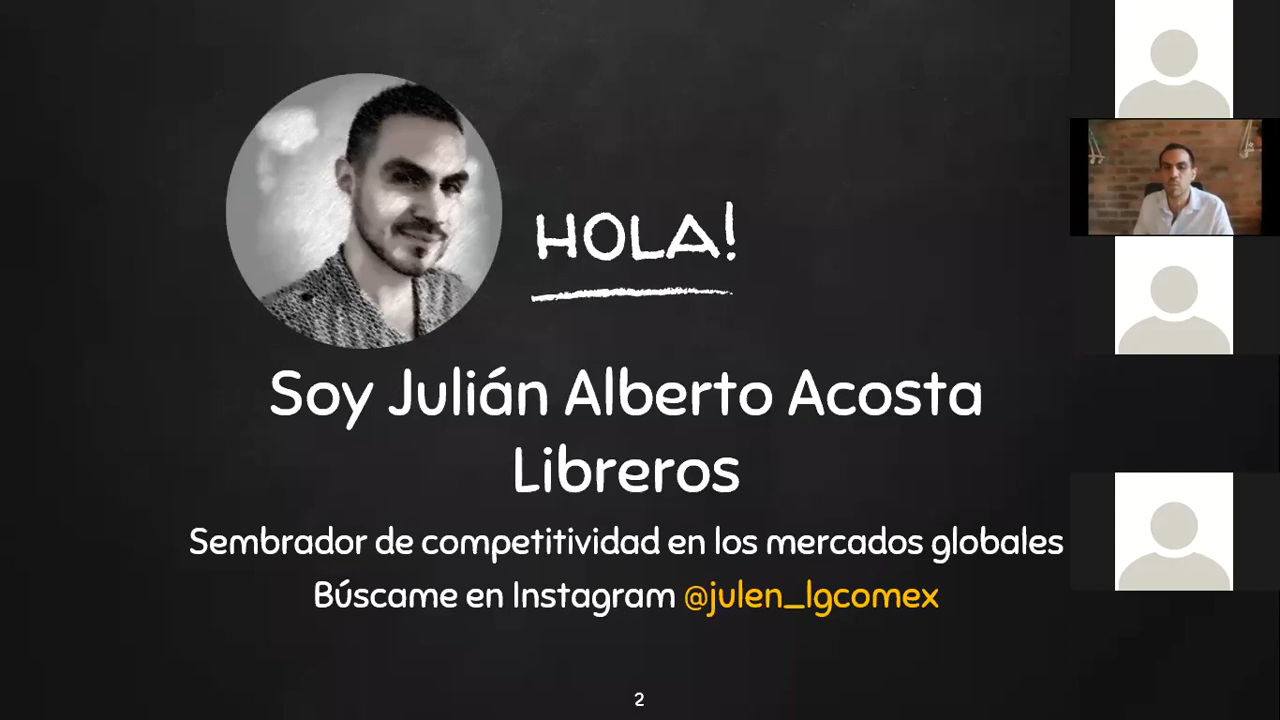 HOLA!
Soy Julián Alberto Acosta
Libreros
Sembrador de competitividad en los mercados globales
Búscame en Instagram @julen_lgcomex
2